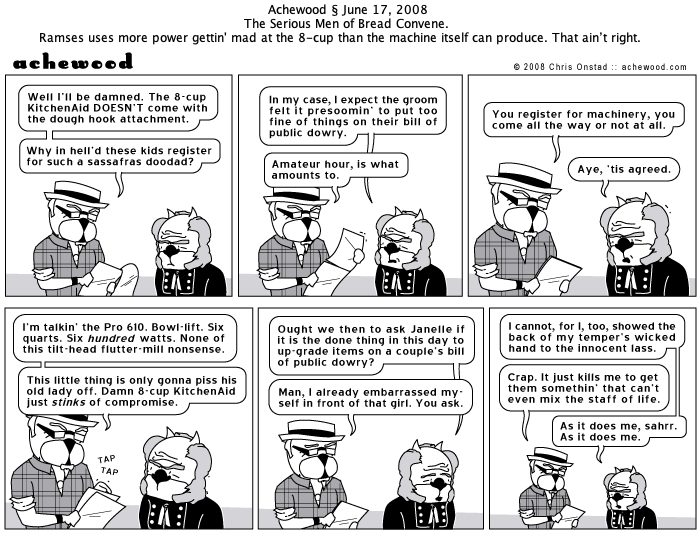 Achewood § June 17, 2008
The Serious Men of Bread Convene.
Ramses uses more power gettin' mad at the 8-cup than the machine itself can produce. That ain't right.
achewood
© 2008 Chris Onstad :: achewood.com
Well I'll be damned. The 8-cup
KitchenAid DOESN'T come with
the dough hook attachment.
Why in hell'd these kids register
for such a sassafras doodad?
In my case, I expect the groom
felt it presoomin' to put too
fine of things on their bill of
public dowry.
Amateur hour, is what
amounts to.
You register for machinery, you
come all the way or not at all.
Aye, 'tis agreed.
I'm talkin' the Pro 610. Bowl-lift. Six
quarts. Six hundred watts. None of
this tilt-head flutter-mill nonsense.
This little thing is only gonna piss his
old lady off. Damn 8-cup KitchenAid
just stinks of compromise.
TAP
TAP
Ought we then to ask Janelle if
it is the done thing in this day to
up-grade items on a couple's bill
of public dowry?
Man, I already embarrassed my-
self in front of that girl. You ask.
I cannot, for I, too, showed the
back of my temper's wicked
hand to the innocent lass.
Crap. It just kills me to get
them somethin' that can't
even mix the staff of life.
As it does me, sahrr.
As it does me.